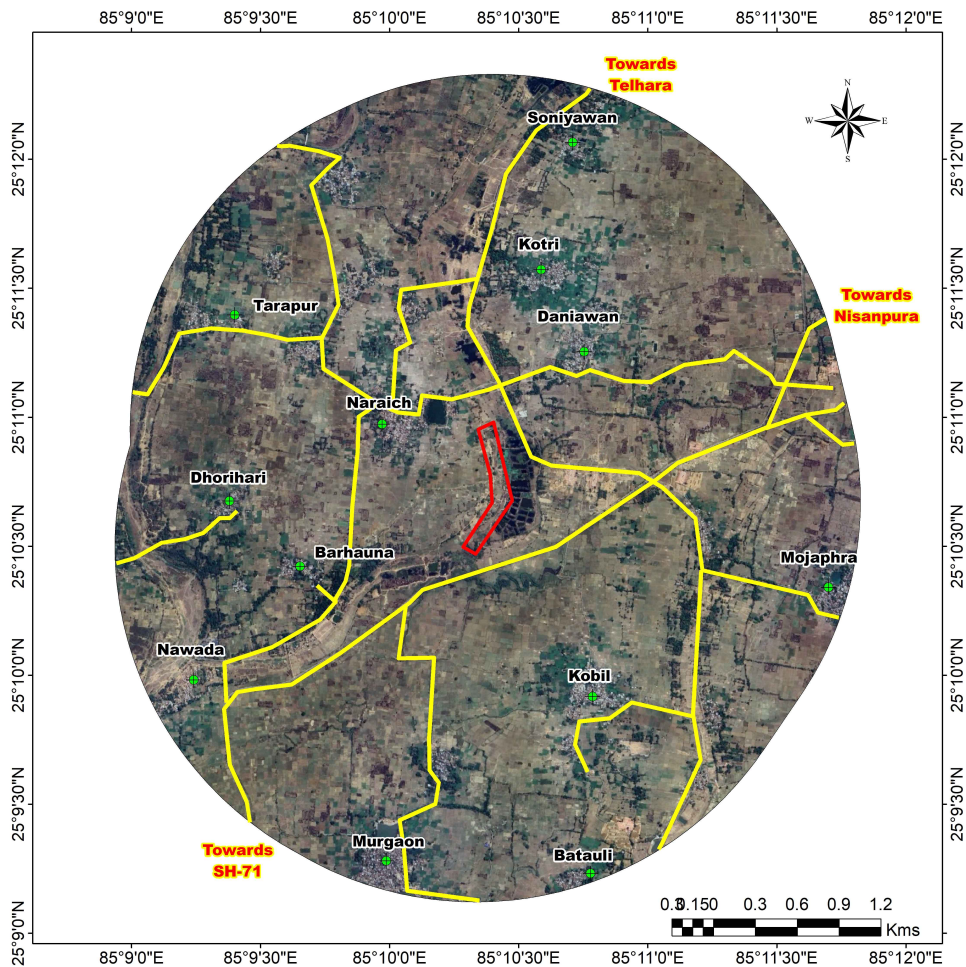 85°9'0"E 85°9'30"E 85°10'0"E 85°10'30"E 85°11'0"E 85°11'30"E 85°12'0"E
Towards
Telhara
N
W E
S
Soniyawan
25°12'0"N 25°12'0"N
Kotri
25°11'30"N 25°11'30"N
Towards
Nisanpura
Tarapur
Daniawan
Naraich
25°11'0"N 25°11'0"N
Dhorihari
25°10'30"N 25°10'30"N
Barhauna
Mojaphra
Nawada
25°10'0"N 25°10'0"N
Kobil
25°9'30"N 25°9'30"N
Murgaon
Towards
SH-71
Batauli
0.3 0.15 0 0.3 0.6 0.9 1.2
Kms
25°9'0"N 25°9'0"N
85°9'0"E 85°9'30"E 85°10'0"E 85°10'30"E 85°11'0"E 85°11'30"E 85°12'0"E